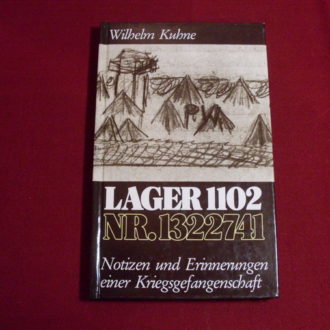 Wilhelm Kuhne
LAGER 1102
NR. 1322741
Notizen und Erinnerungen
einer Kriegsgefangenschaft